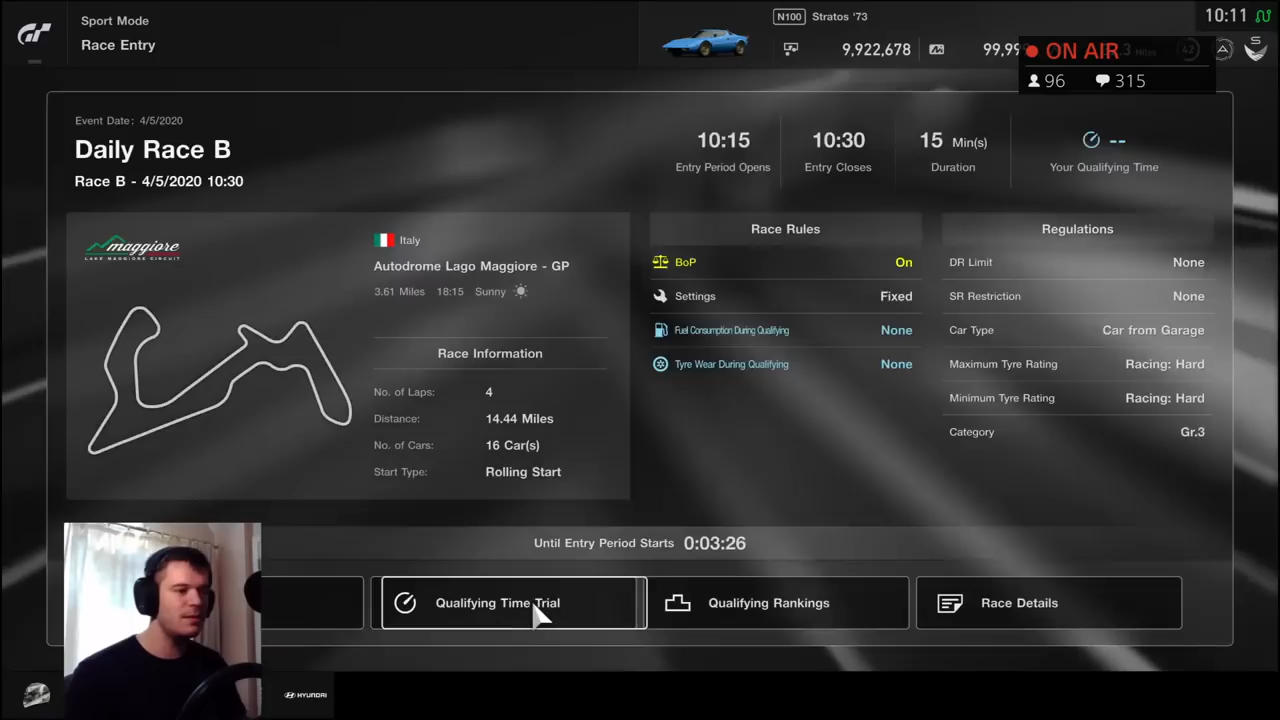 Sport Mode
Race Entry
N100 Stratos '73
9,922,678
99,99
10:11
ON AIR
96 315
.3 Miles 42
S
A
Event Date: 4/5/2020
Daily Race B
Race B - 4/5/2020 10:30
10:15
Entry Period Opens
10:30
Entry Closes
15 Min(s)
Duration
--
Your Qualifying Time
maggiore
LAKE MAGGIORE CIRCUIT
Italy
Autodrome Lago Maggiore - GP
3.61 Miles 18:15 Sunny
Race Information
No. of Laps: 4
Distance: 14.44 Miles
No. of Cars: 16 Car(s)
Start Type: Rolling Start
Race Rules
BoP On
Settings Fixed
Fuel Consumption During Qualifying None
Tyre Wear During Qualifying None
Regulations
DR Limit None
SR Restriction None
Car Type Car from Garage
Maximum Tyre Rating Racing: Hard
Minimum Tyre Rating Racing: Hard
Category Gr.3
Until Entry Period Starts 0:03:26
Qualifying Time Trial
Qualifying Rankings
Race Details
HYUNDAI